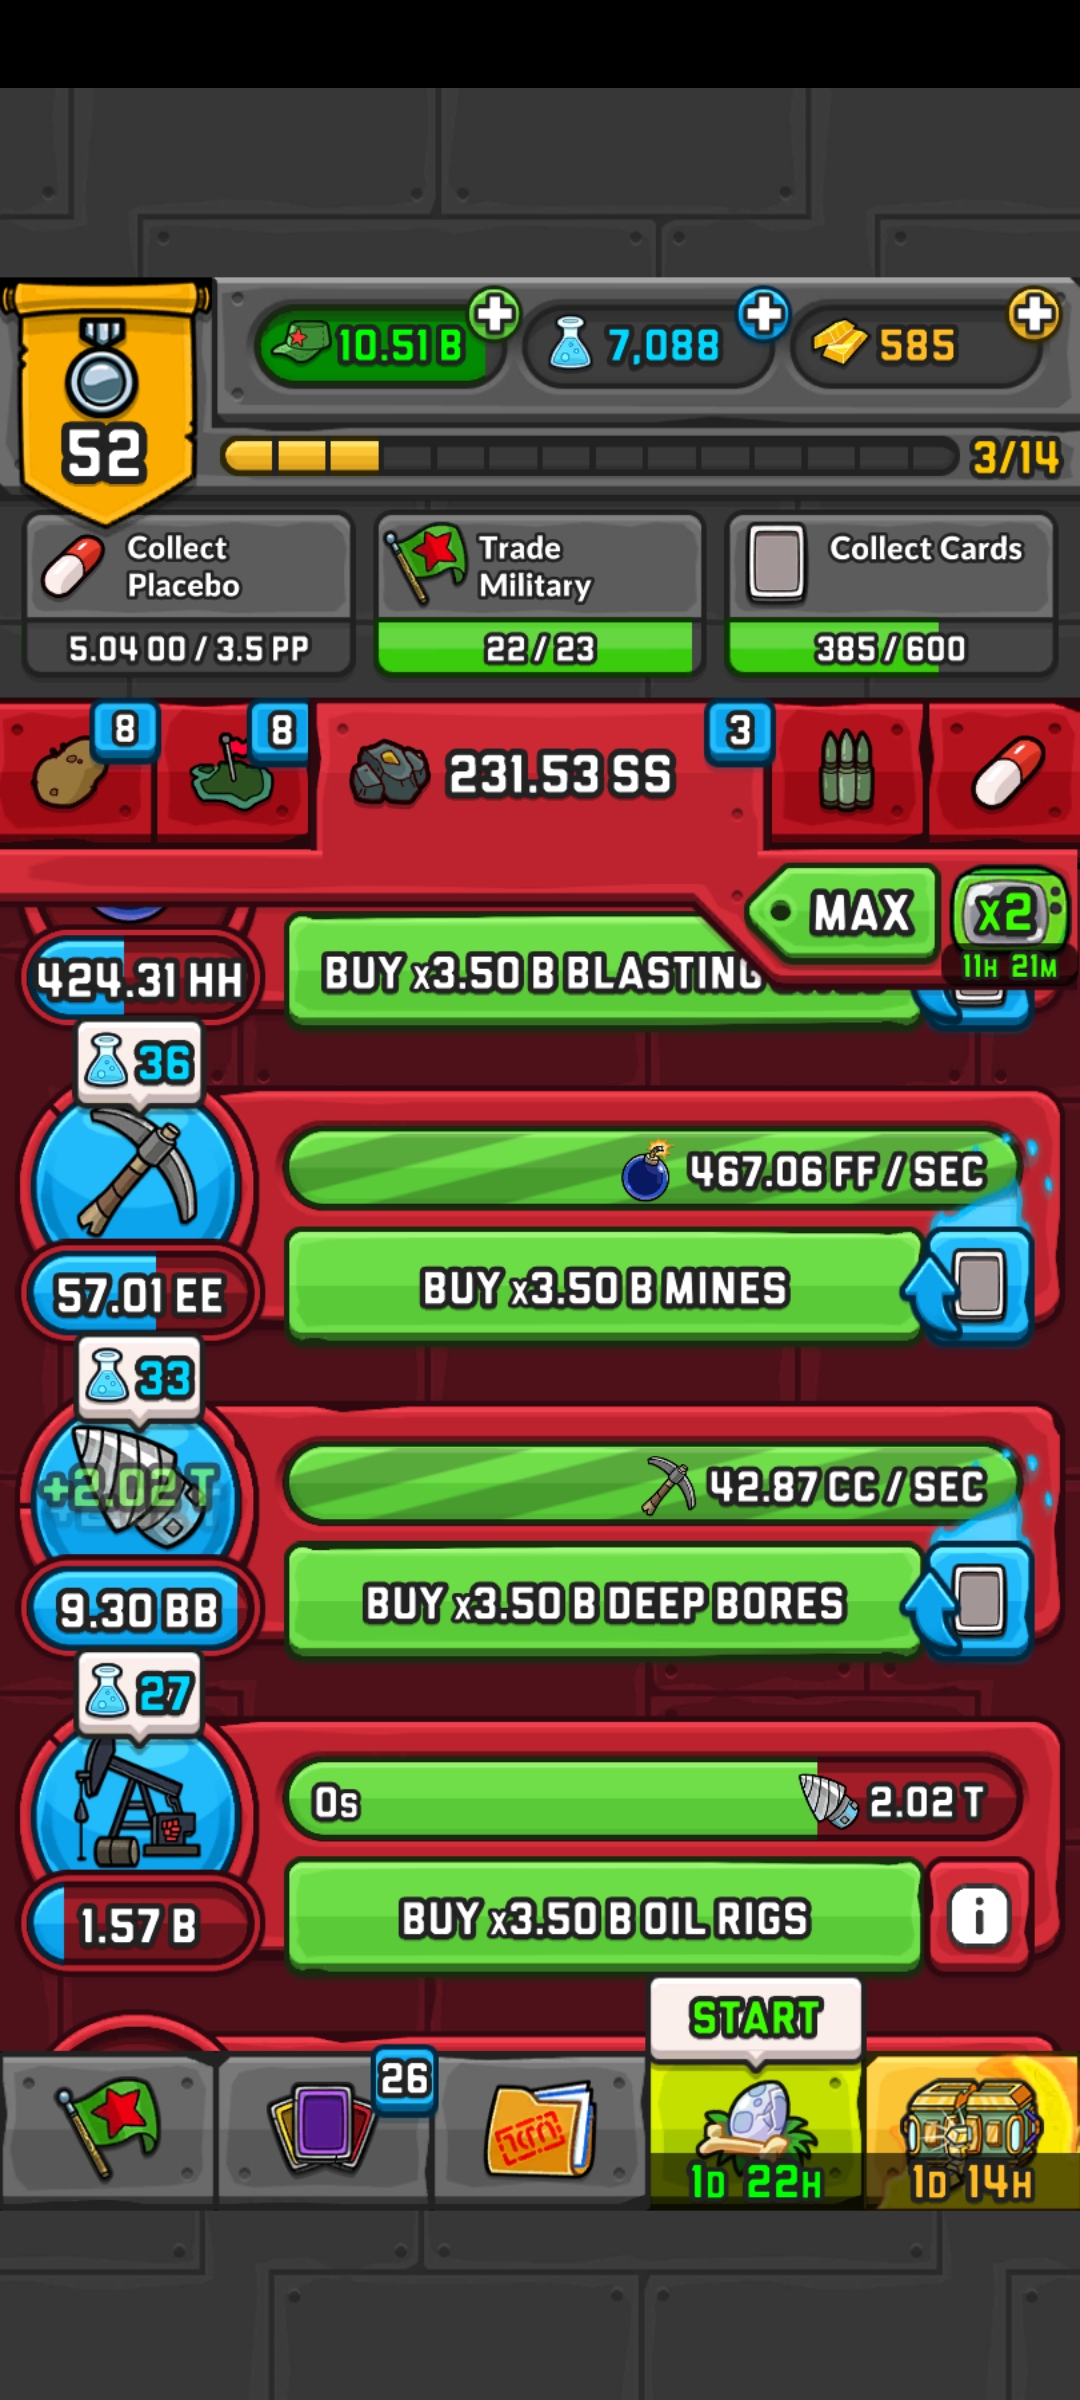 10.51 B
7,088
585
52
3/14
Collect
Placebo
5.04 OO / 3.5 PP
Trade
Military
22 / 23
Collect Cards
385 / 600
8
8
231.53 SS
3
MAX
x2
11H 21M
424.31 HH
BUY x3.50 B BLASTING
36
467.06 FF / SEC
57.01 EE
BUY x3.50 B MINES
33
+2.02 T
42.87 CC / SEC
9.30 BB
BUY x3.50 B DEEP BORES
27
0s
2.02 T
1.57 B
BUY x3.50 B OIL RIGS
i
START
26
1D 22H
1D 14H